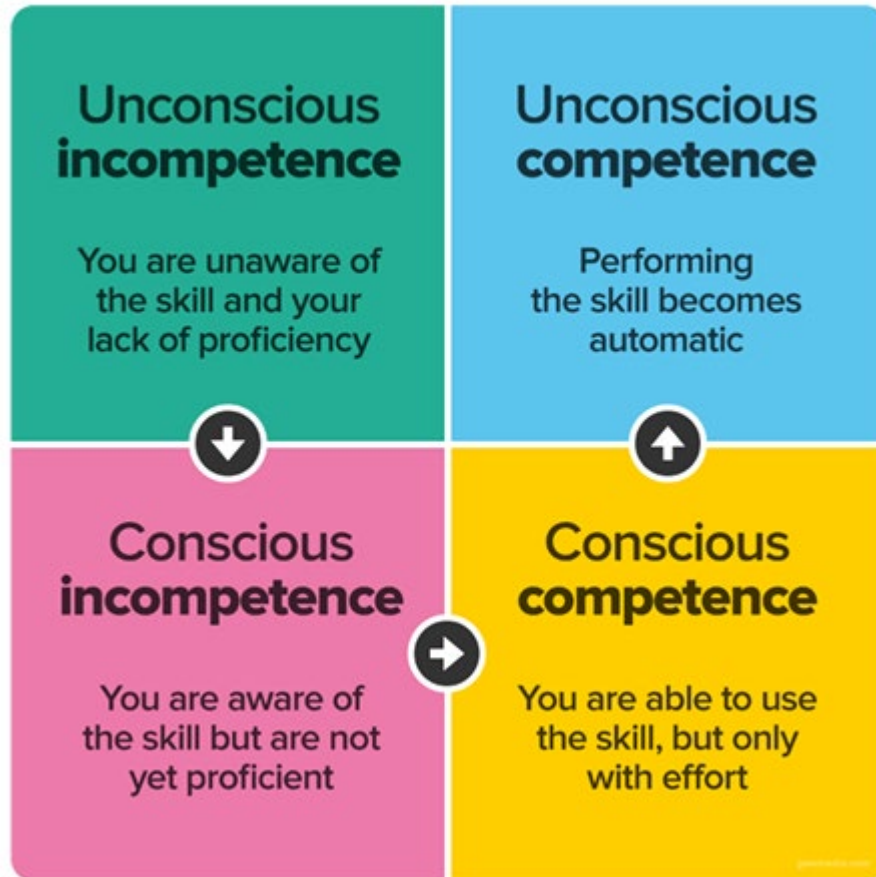 Unconscious
incompetence
You are unaware of
the skill and your
lack of proficiency
Conscious
incompetence
You are aware of
the skill but are not
yet proficient
Conscious
competence
You are able to use
the skill, but only
with effort
Unconscious
competence
Performing
the skill becomes
automatic